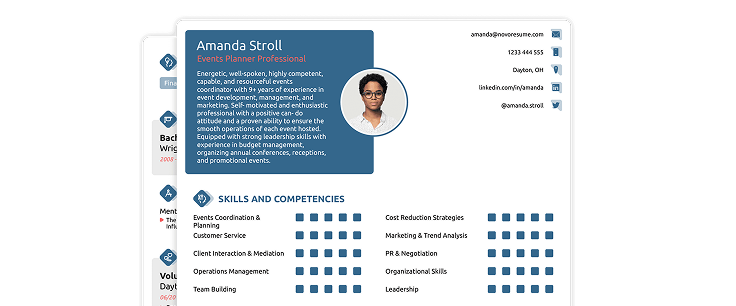 Amanda Stroll
Events Planner Professional
Energetic, well-spoken, highly competent,
capable, and resourceful events
coordinator with 9+ years of experience in
event development, management, and
marketing. Self- motivated and enthusiastic
professional with a positive can- do
attitude and a proven ability to ensure the
smooth operations of each event hosted.
Equipped with strong leadership skills with
experience in budget management,
organizing annual conferences, receptions,
and promotional events.
amanda@novoresume.com
1233 444 555
Dayton, OH
linkedin.com/in/amanda
@amanda.stroll
SKILLS AND COMPETENCIES
Events Coordination &
Planning
Customer Service
Client Interaction & Mediation
Operations Management
Team Building
Cost Reduction Strategies
Marketing & Trend Analysis
PR & Negotiation
Organizational Skills
Leadership
Fina
Bach
Wrig
2008 -
Ment
The
Influ
Volu
Dayt
06/20